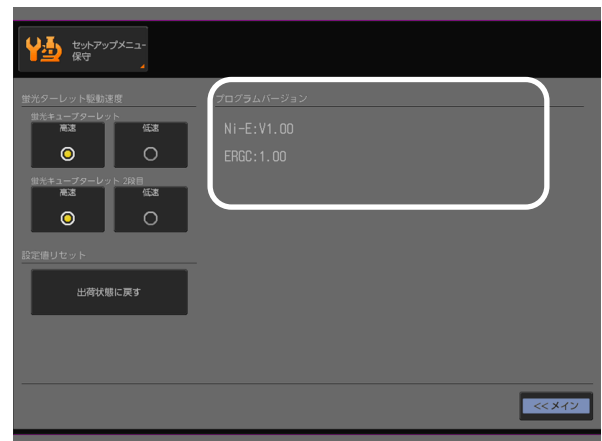 セットアップメニュー
保守
蛍光ターレット駆動速度
蛍光キューブターレット
高速
低速
蛍光キューブターレット 2段目
高速
低速
設定値リセット
出荷状態に戻す
プログラムバージョン
Ni-E:V1.00
ERGC:1.00
<<メイン